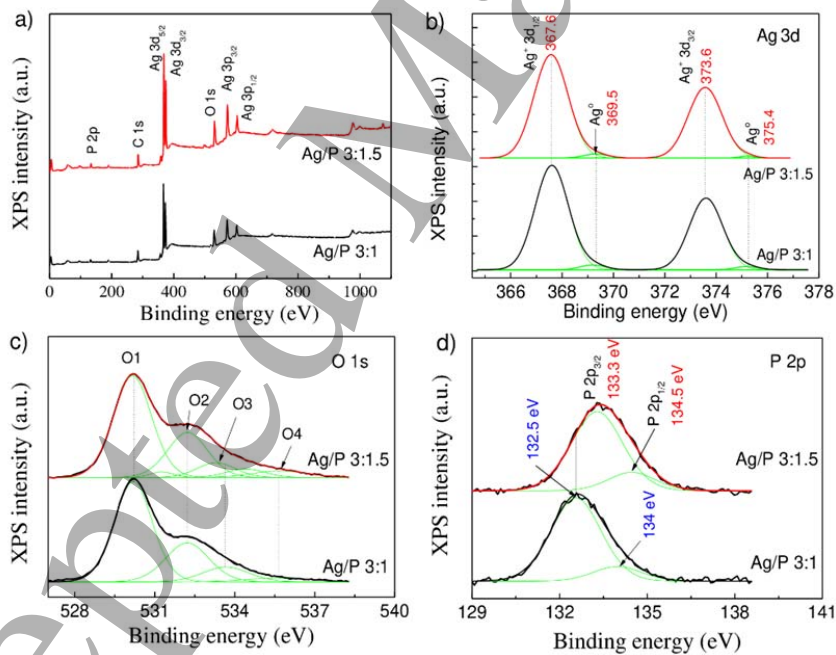 a)
XPS intensity (a.u.)
P 2p
C 1s
Ag 3d5/2
Ag 3d3/2
O 1s
Ag 3p3/2
Ag 3p1/2
Ag/P 3:1.5
Ag/P 3:1
0 200 400 600 800 1000
Binding energy (eV)
b)
Ag 3d
XPS intensity (a.u.)
Ag+ 3d1/2
367.6
Ag0
369.5
Ag+ 3d3/2
373.6
Ag0
375.4
Ag/P 3:1.5
Ag/P 3:1
366 368 370 372 374 376 378
Binding energy (eV)
c)
O 1s
XPS intensity (a.u.)
O1
O2
O3
O4
Ag/P 3:1.5
Ag/P 3:1
528 531 534 537 540
Binding energy (eV)
d)
P 2p
XPS intensity (a.u.)
132.5 eV
P 2p3/2
133.3 eV
P 2p1/2
134.5 eV
134 eV
Ag/P 3:1.5
Ag/P 3:1
129 132 135 138 141
Binding energy (eV)
epted Ma